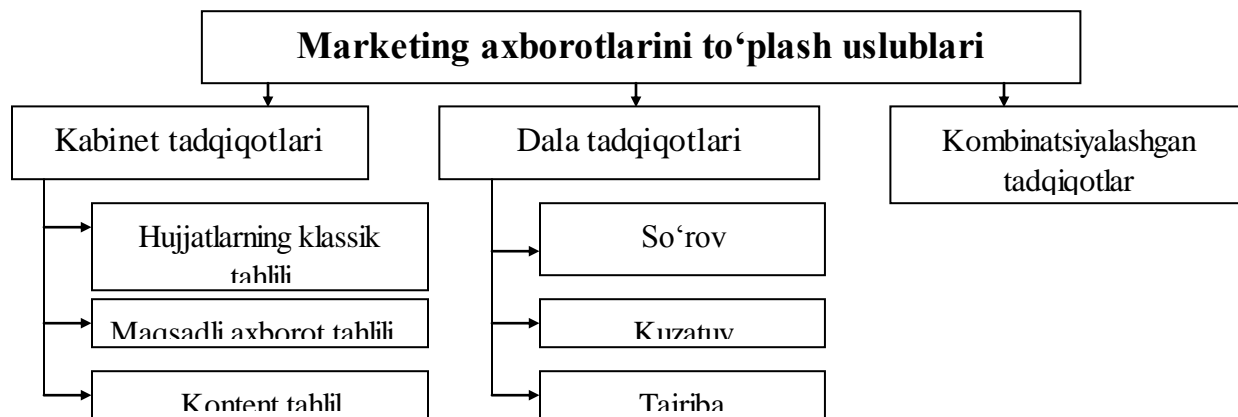 Marketing axborotlarini to‘plash uslublari
Kabinet tadqiqotlari
Hujjatlarning klassik
tahlili
Maqsadli axborot tahlili
Kontent tahlil
Dala tadqiqotlari
So‘rov
Kuzatuv
Tajriba
Kombinatsiyalashgan
tadqiqotlar